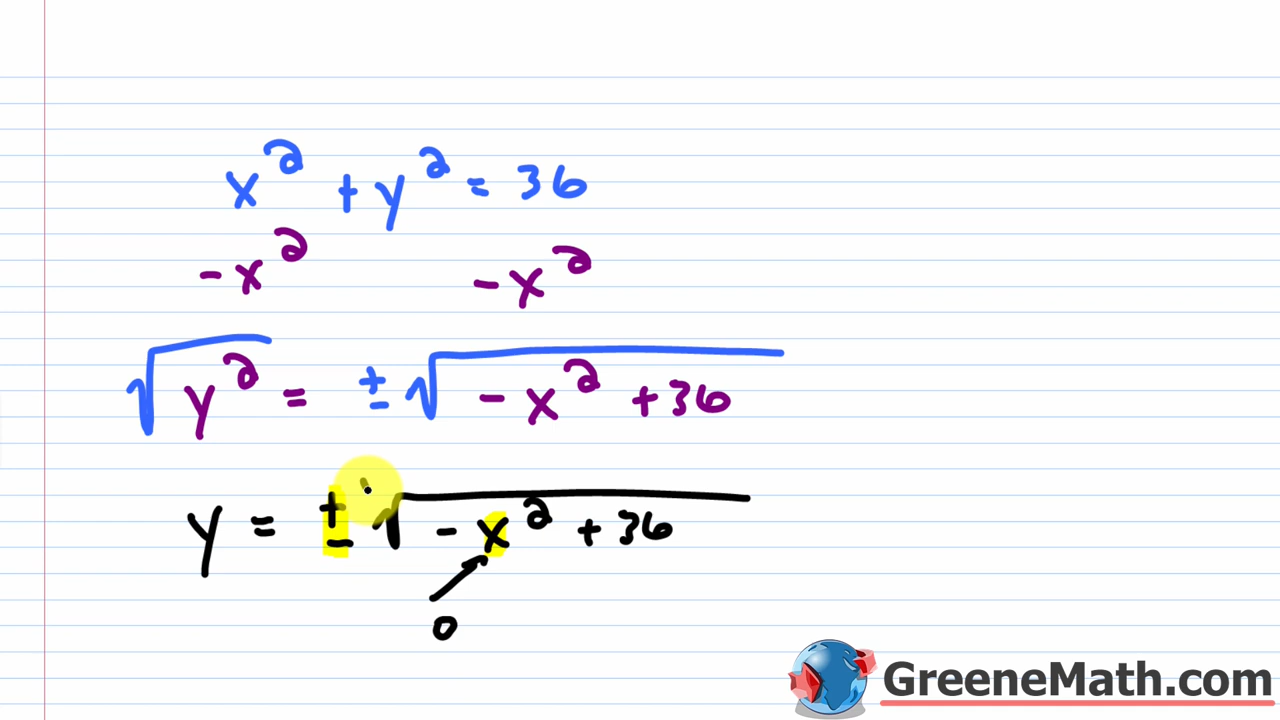 x² + y² = 36
- x² - x²
√y² = ± √- x² + 36
y = ± √- x² + 36
0
GreeneMath.com